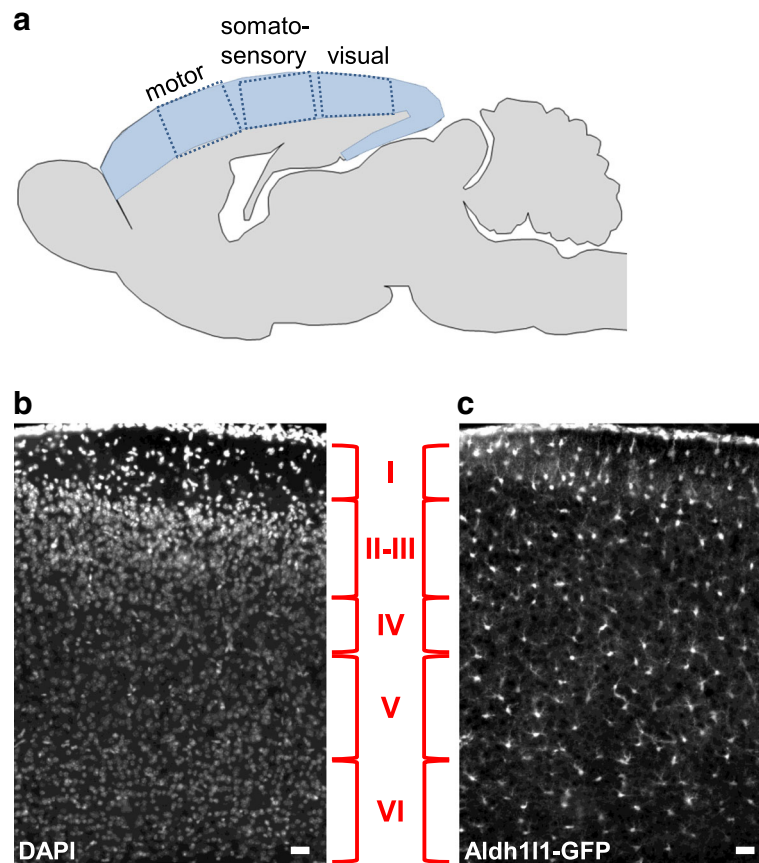 a
somato-
sensory
motor
visual
b
c
I
II-III
IV
V
VI
DAPI
Aldh1l1-GFP